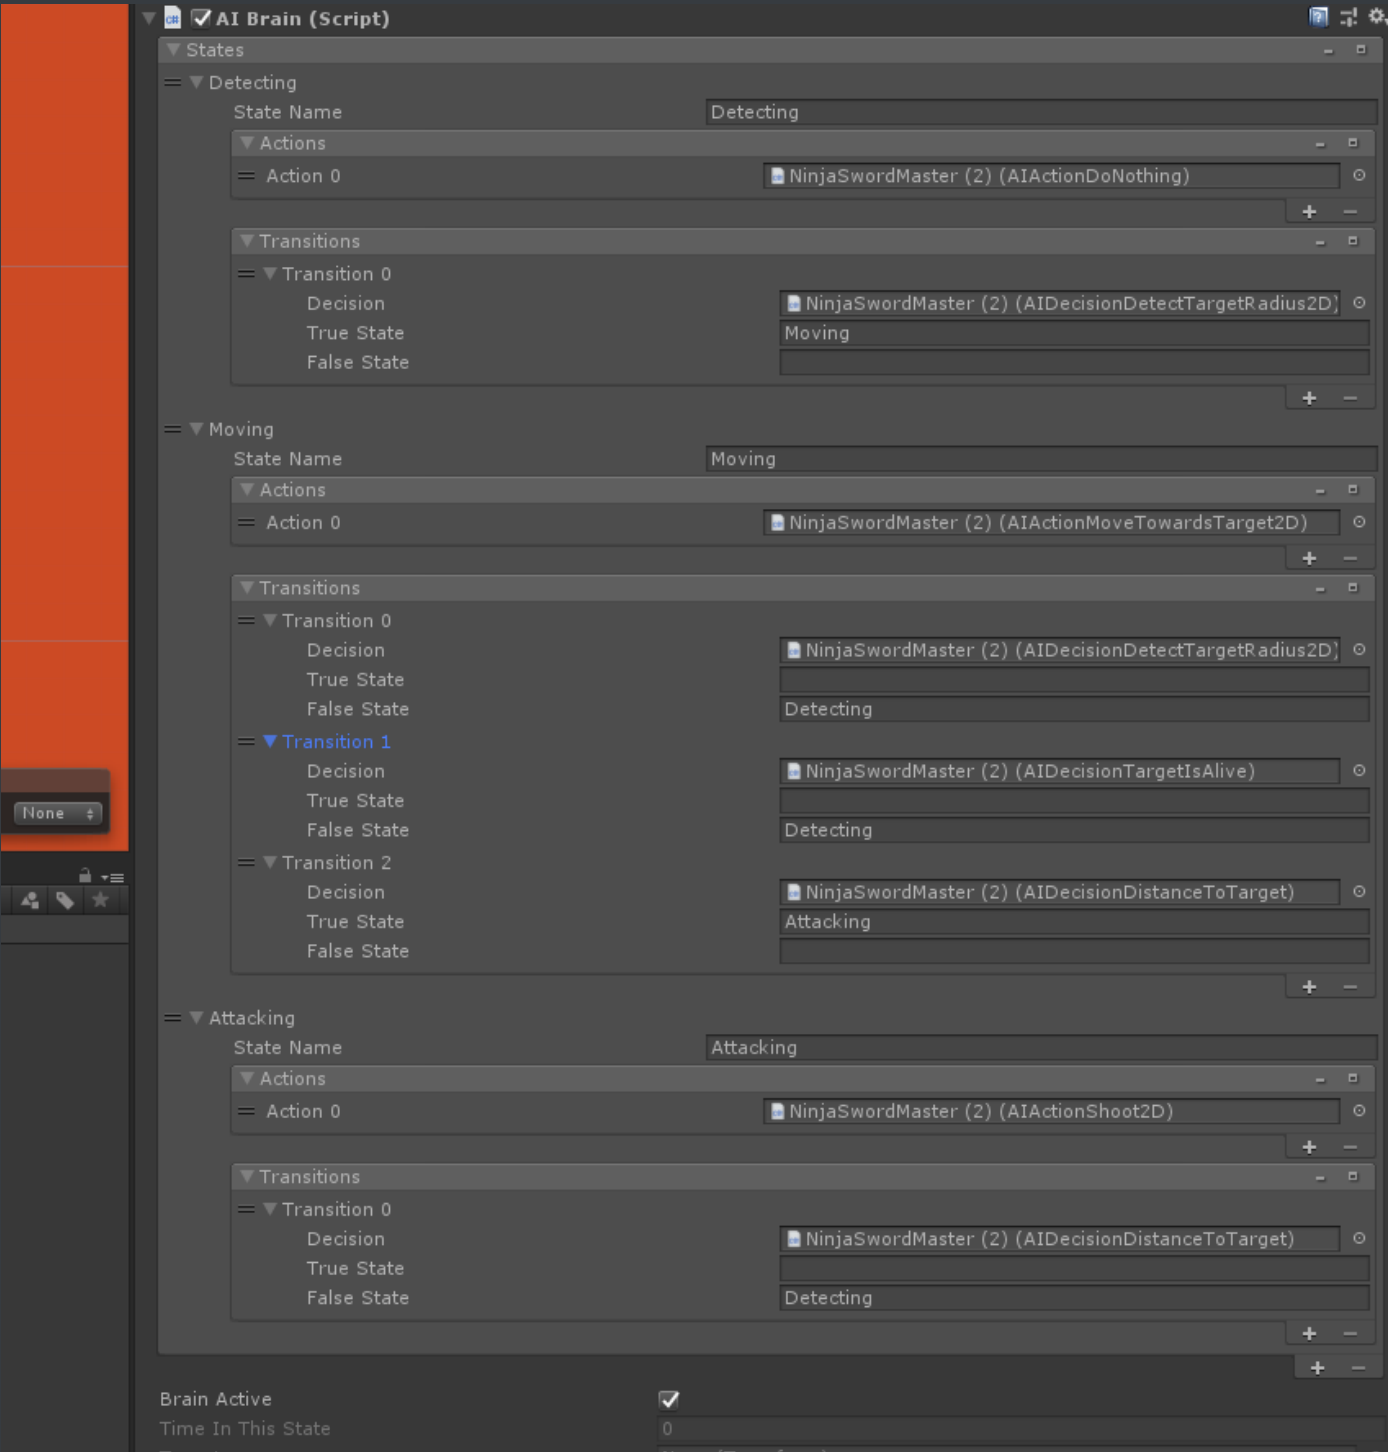 AI Brain (Script)
States
Detecting
State Name Detecting
Actions
Action 0 NinjaSwordMaster (2) (AIActionDoNothing)
Transitions
Transition 0
Decision NinjaSwordMaster (2) (AIDecisionDetectTargetRadius2D)
True State Moving
False State
Moving
State Name Moving
Actions
Action 0 NinjaSwordMaster (2) (AIActionMoveTowardsTarget2D)
Transitions
Transition 0
Decision NinjaSwordMaster (2) (AIDecisionDetectTargetRadius2D)
True State
False State Detecting
Transition 1
Decision NinjaSwordMaster (2) (AIDecisionTargetIsAlive)
True State
None
False State Detecting
Transition 2
Decision NinjaSwordMaster (2) (AIDecisionDistanceToTarget)
True State Attacking
False State
Attacking
State Name Attacking
Actions
Action 0 NinjaSwordMaster (2) (AIActionShoot2D)
Transitions
Transition 0
Decision NinjaSwordMaster (2) (AIDecisionDistanceToTarget)
True State
False State Detecting
Brain Active
Time In This State 0